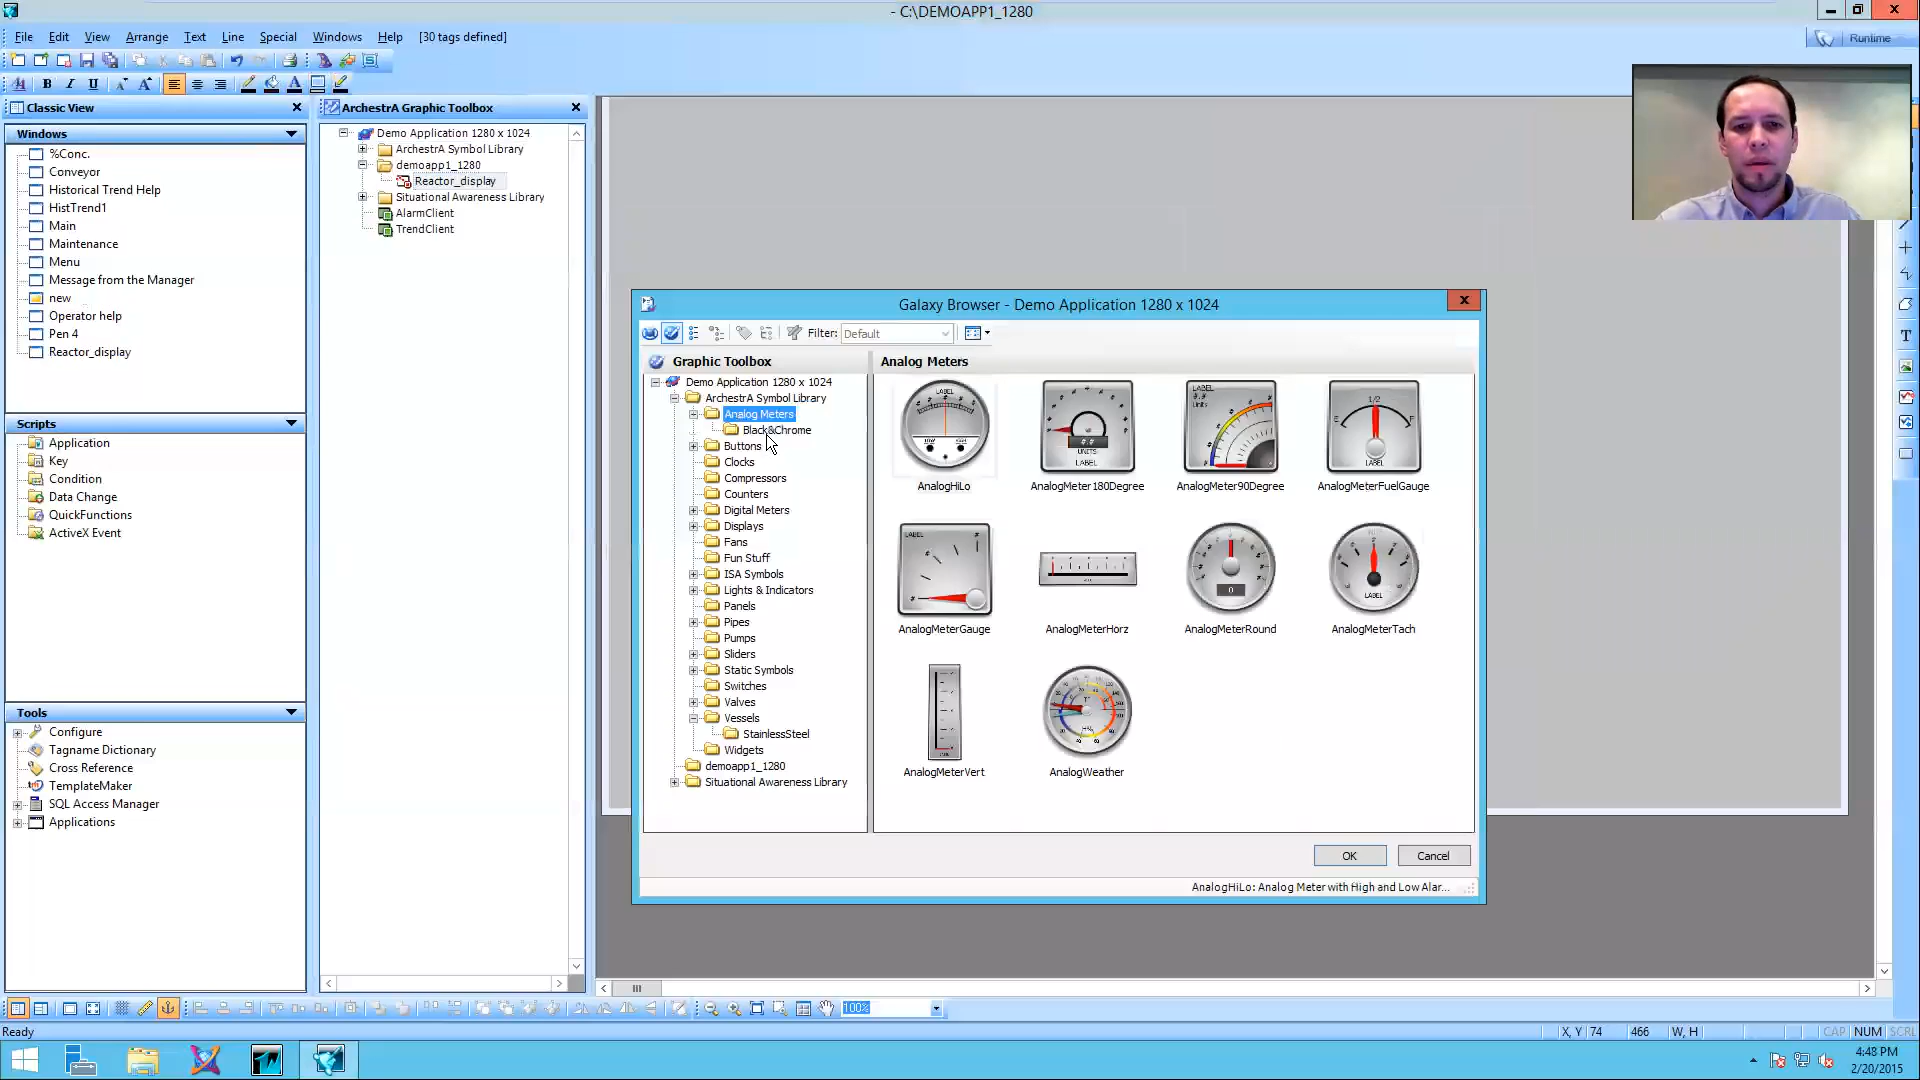 - C:\DEMOAPP1_1280
File Edit View Arrange Text Line Special Windows Help [30 tags defined]
Runtime
Classic View
ArchestrA Graphic Toolbox
Windows
%Conc.
Conveyor
Historical Trend Help
HistTrend1
Main
Maintenance
Menu
Message from the Manager
new
Operator help
Pen 4
Reactor_display
Scripts
Application
Key
Condition
Data Change
QuickFunctions
ActiveX Event
Tools
Configure
Tagname Dictionary
Cross Reference
TemplateMaker
SQL Access Manager
Applications
Demo Application 1280 x 1024
ArchestrA Symbol Library
demoapp1_1280
Reactor_display
Situational Awareness Library
AlarmClient
TrendClient
Galaxy Browser - Demo Application 1280 x 1024
Filter: Default
Graphic Toolbox
Demo Application 1280 x 1024
ArchestrA Symbol Library
Analog Meters
Black&Chrome
Buttons
Clocks
Compressors
Counters
Digital Meters
Displays
Fans
Fun Stuff
ISA Symbols
Lights & Indicators
Panels
Pipes
Pumps
Sliders
Static Symbols
Switches
Valves
Vessels
StainlessSteel
Widgets
demoapp1_1280
Situational Awareness Library
Analog Meters
AnalogHiLo
AnalogMeter180Degree
AnalogMeter90Degree
AnalogMeterFuelGauge
AnalogMeterGauge
AnalogMeterHorz
AnalogMeterRound
AnalogMeterTach
AnalogMeterVert
AnalogWeather
OK
Cancel
AnalogHiLo: Analog Meter with High and Low Alar...
100%
Ready
X, Y 74 466 W, H CAP NUM SCRL
4:48 PM
2/20/2015